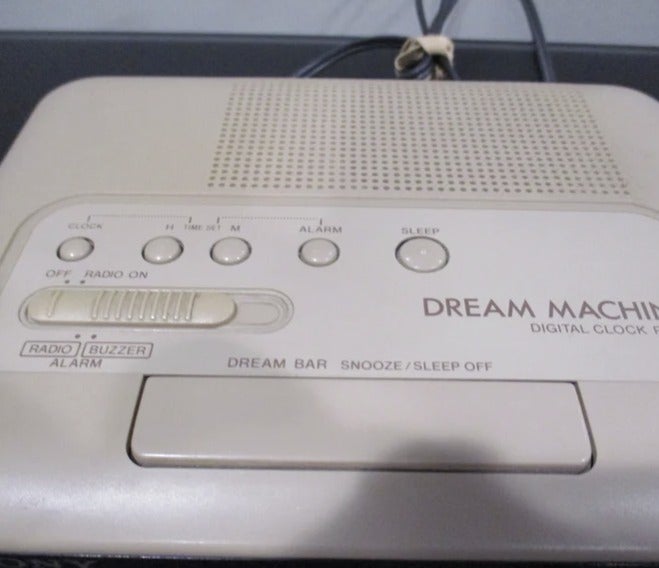 CLOCK H TIME SET M ALARM SLEEP
OFF RADIO ON
RADIO BUZZER
ALARM
DREAM MACHIN
DIGITAL CLOCK
DREAM BAR SNOOZE/SLEEP OFF